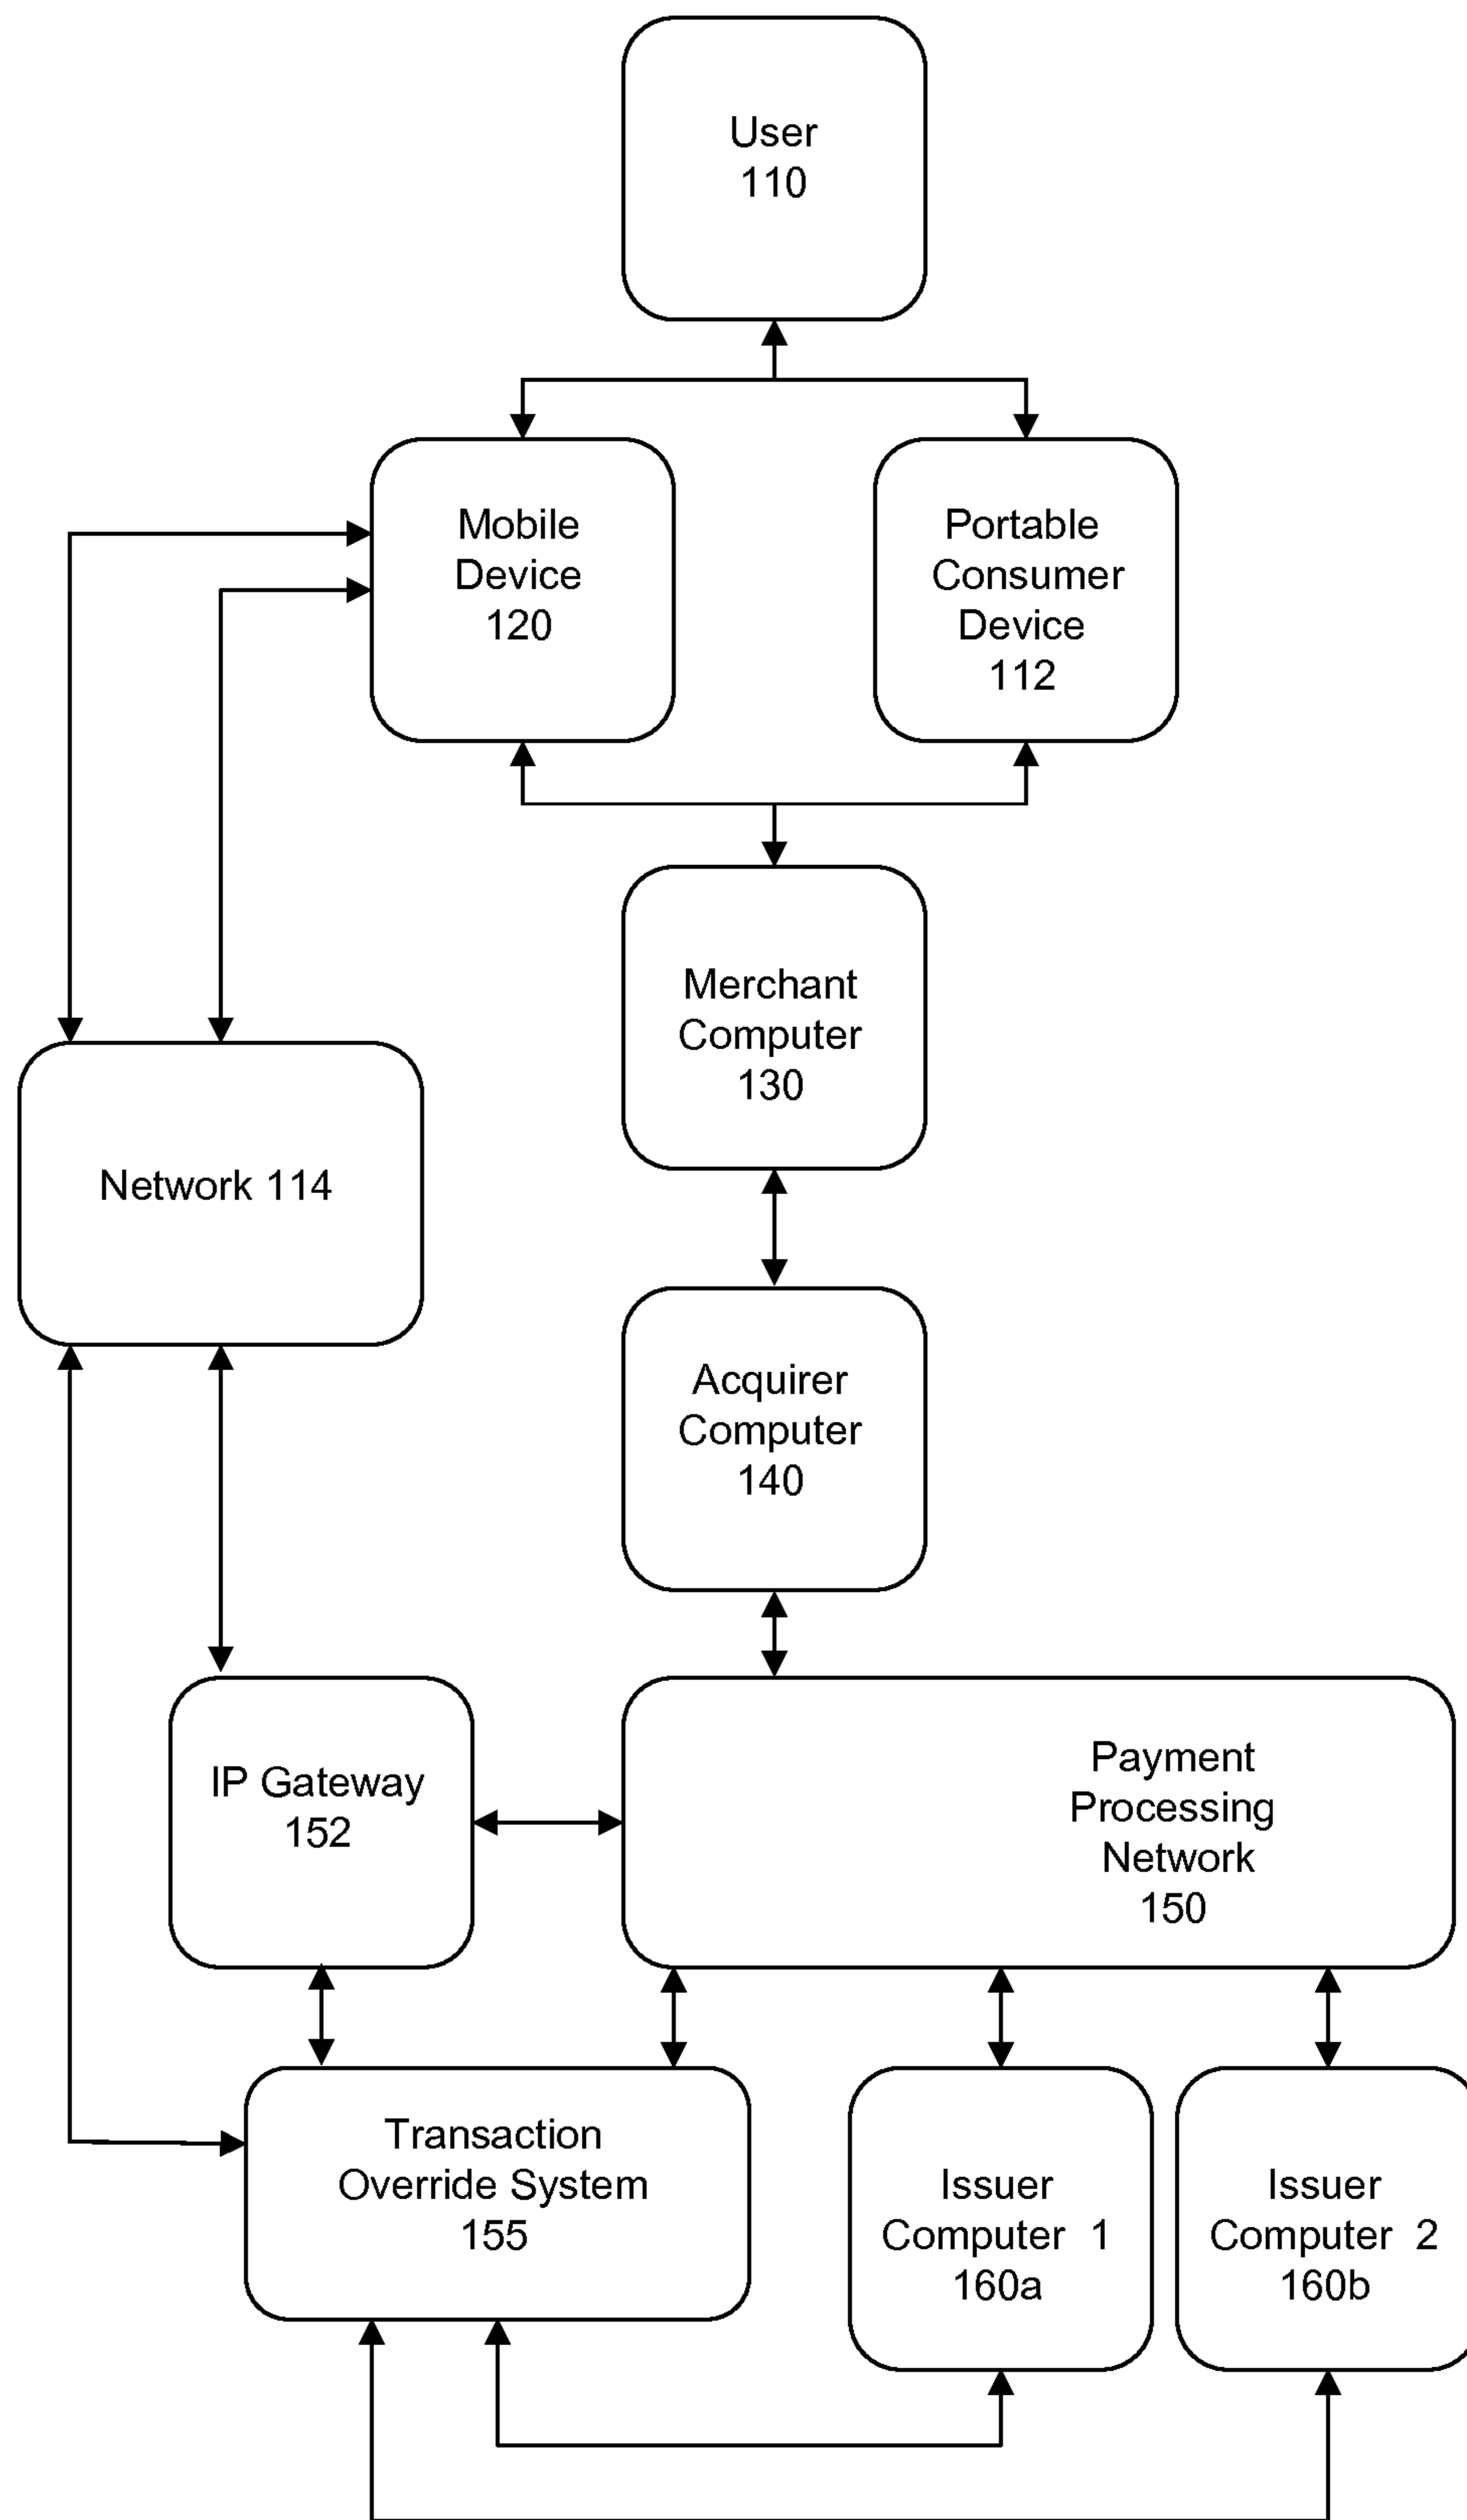 User
110
Mobile
Device
120
Portable
Consumer
Device
112
Merchant
Computer
130
Network 114
Acquirer
Computer
140
IP Gateway
152
Payment
Processing
Network
150
Transaction
Override System
155
Issuer
Computer 1
160a
Issuer
Computer 2
160b